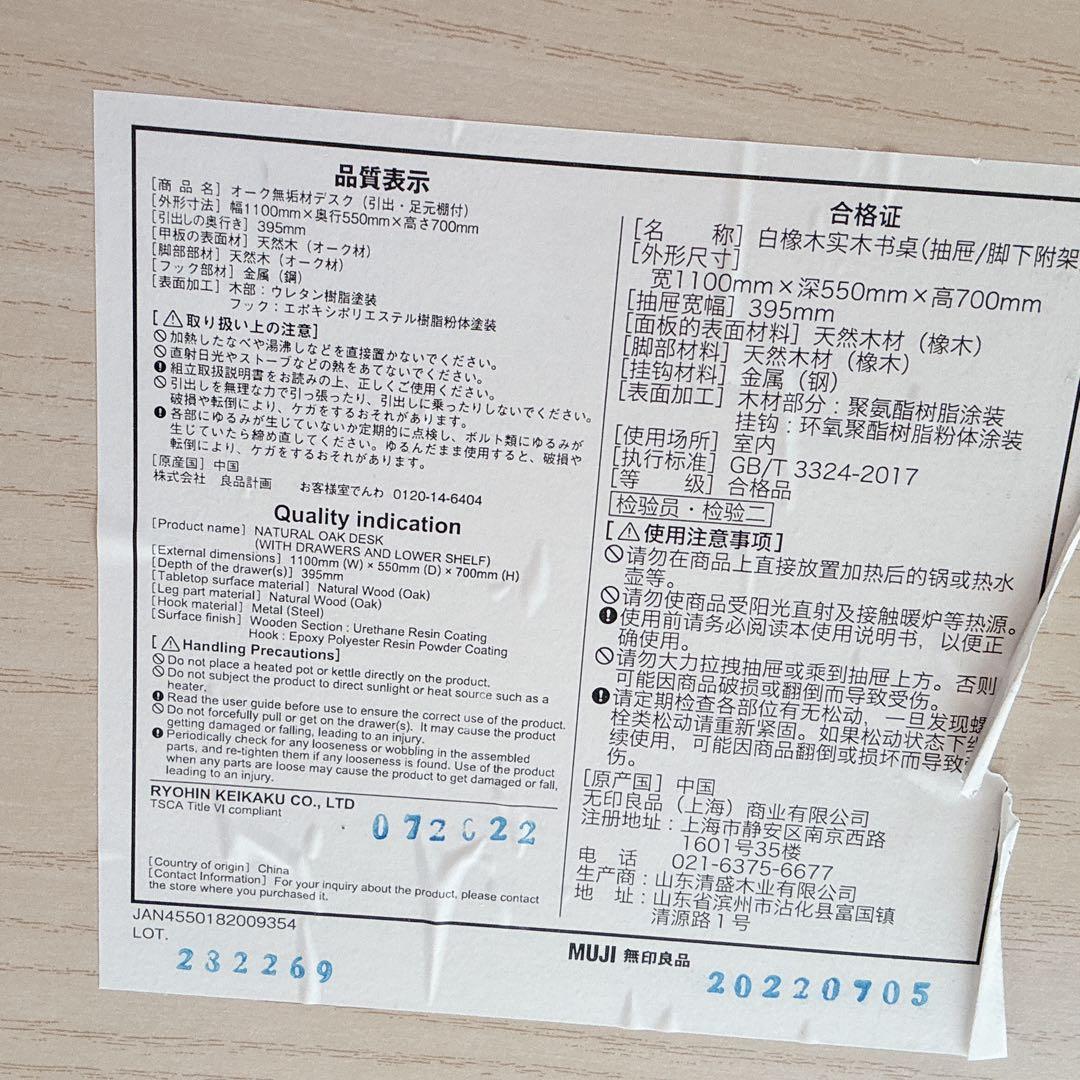 品質表示
[商 品 名] オーク無垢材デスク（引出・足元棚付）
[外形寸法] 幅1100mm×奥行550mm×高さ700mm
[引出しの奥行き] 395mm
[甲板の表面材] 天然木（オーク材）
[脚部部材] 天然木（オーク材）
[フック部材] 金属（鋼）
[表面加工] 木部：ウレタン樹脂塗装
フック：エポキシポリエステル樹脂粉体塗装
[⚠取り扱い上の注意]
加熱したなべや湯沸しなどを直接置かないでください。
直射日光やストーブなどの熱をあてないでください。
組立取扱説明書をお読みの上、正しくご使用ください。
引出しを無理な力で引っ張ったり、引出しに乗ったりしないでください。
破損や転倒により、ケガをするおそれがあります。
各部にゆるみが生じていないか定期的に点検し、ボルト類にゆるみが
生じていたら締め直してください。ゆるんだまま使用すると、破損や
転倒により、ケガをするおそれがあります。
[原産国] 中国
株式会社 良品計画 お客様室でんわ 0120-14-6404
Quality indication
[Product name] NATURAL OAK DESK
(WITH DRAWERS AND LOWER SHELF)
[External dimensions] 1100mm (W) × 550mm (D) × 700mm (H)
[Depth of the drawer(s)] 395mm
[Tabletop surface material] Natural Wood (Oak)
[Leg part material] Natural Wood (Oak)
[Hook material] Metal (Steel)
[Surface finish] Wooden Section : Urethane Resin Coating
Hook : Epoxy Polyester Resin Powder Coating
[⚠Handling Precautions]
Do not place a heated pot or kettle directly on the product.
Do not subject the product to direct sunlight or heat source such as a
heater.
Read the user guide before use to ensure the correct use of the product.
Do not forcefully pull or get on the drawer(s). It may cause the product
getting damaged or falling, leading to an injury.
Periodically check for any looseness or wobbling in the assembled
parts, and re-tighten them if any looseness is found. Use of the product
when any parts are loose may cause the product to get damaged or fall,
leading to an injury.
RYOHIN KEIKAKU CO., LTD
TSCA Title VI compliant
072622
[Country of origin] China
[Contact Information] For your inquiry about the product, please contact
the store where you purchased it.
合格证
[名 称] 白橡木实木书桌(抽屉/脚下附架
[外形尺寸]
宽1100mm×深550mm×高700mm
[抽屉宽幅] 395mm
[面板的表面材料] 天然木材（橡木）
[脚部材料] 天然木材（橡木）
[挂钩材料] 金属（钢）
[表面加工] 木材部分：聚氨酯树脂涂装
挂钩：环氧聚酯树脂粉体涂装
[使用场所] 室内
[执行标准] GB/T 3324-2017
[等 级] 合格品
检验员・检验二
[⚠使用注意事项]
请勿在商品上直接放置加热后的锅或热水
壶等。
请勿使商品受阳光直射及接触暖炉等热源。
使用前请务必阅读本使用说明书，以便正
确使用。
请勿大力拉拽抽屉或乘到抽屉上方。否则
可能因商品破损或翻倒而导致受伤。
请定期检查各部位有无松动，一旦发现螺
栓类松动请重新紧固。如果松动状态下继
续使用，可能因商品翻倒或损坏而导致
伤。
[原产国] 中国
无印良品（上海）商业有限公司
注册地址：上海市静安区南京西路
1601号35楼
电 话 021-6375-6677
生产商：山东清盛木业有限公司
地 址：山东省滨州市沾化县富国镇
清源路1号
JAN4550182009354
LOT.
232269
MUJI 無印良品
20220705